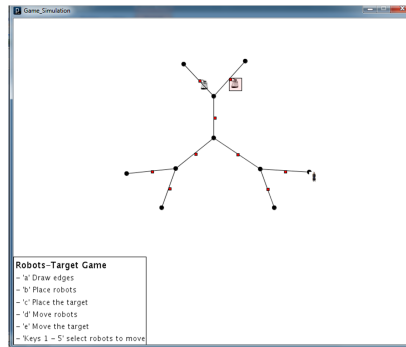 Game_Simulation
Robots-Target Game
- 'a' Draw edges
- 'b' Place robots
- 'c' Place the target
- 'd' Move robots
- 'e' Move the target
- 'Keys 1 - 5' select robots to move